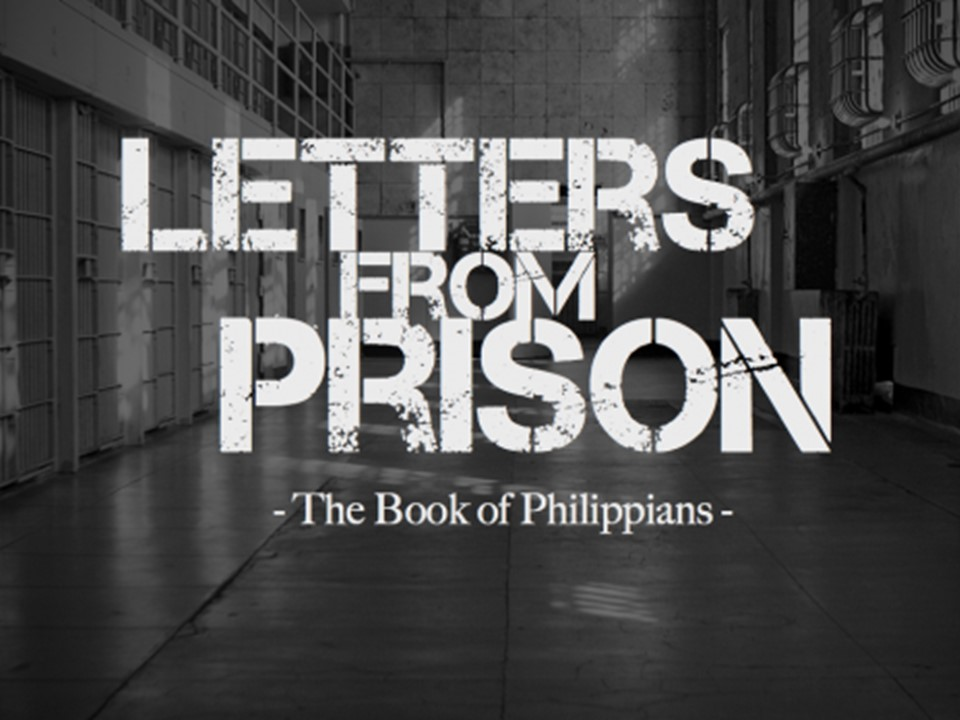 LETTERS
FROM
PRISON
- The Book of Philippians -